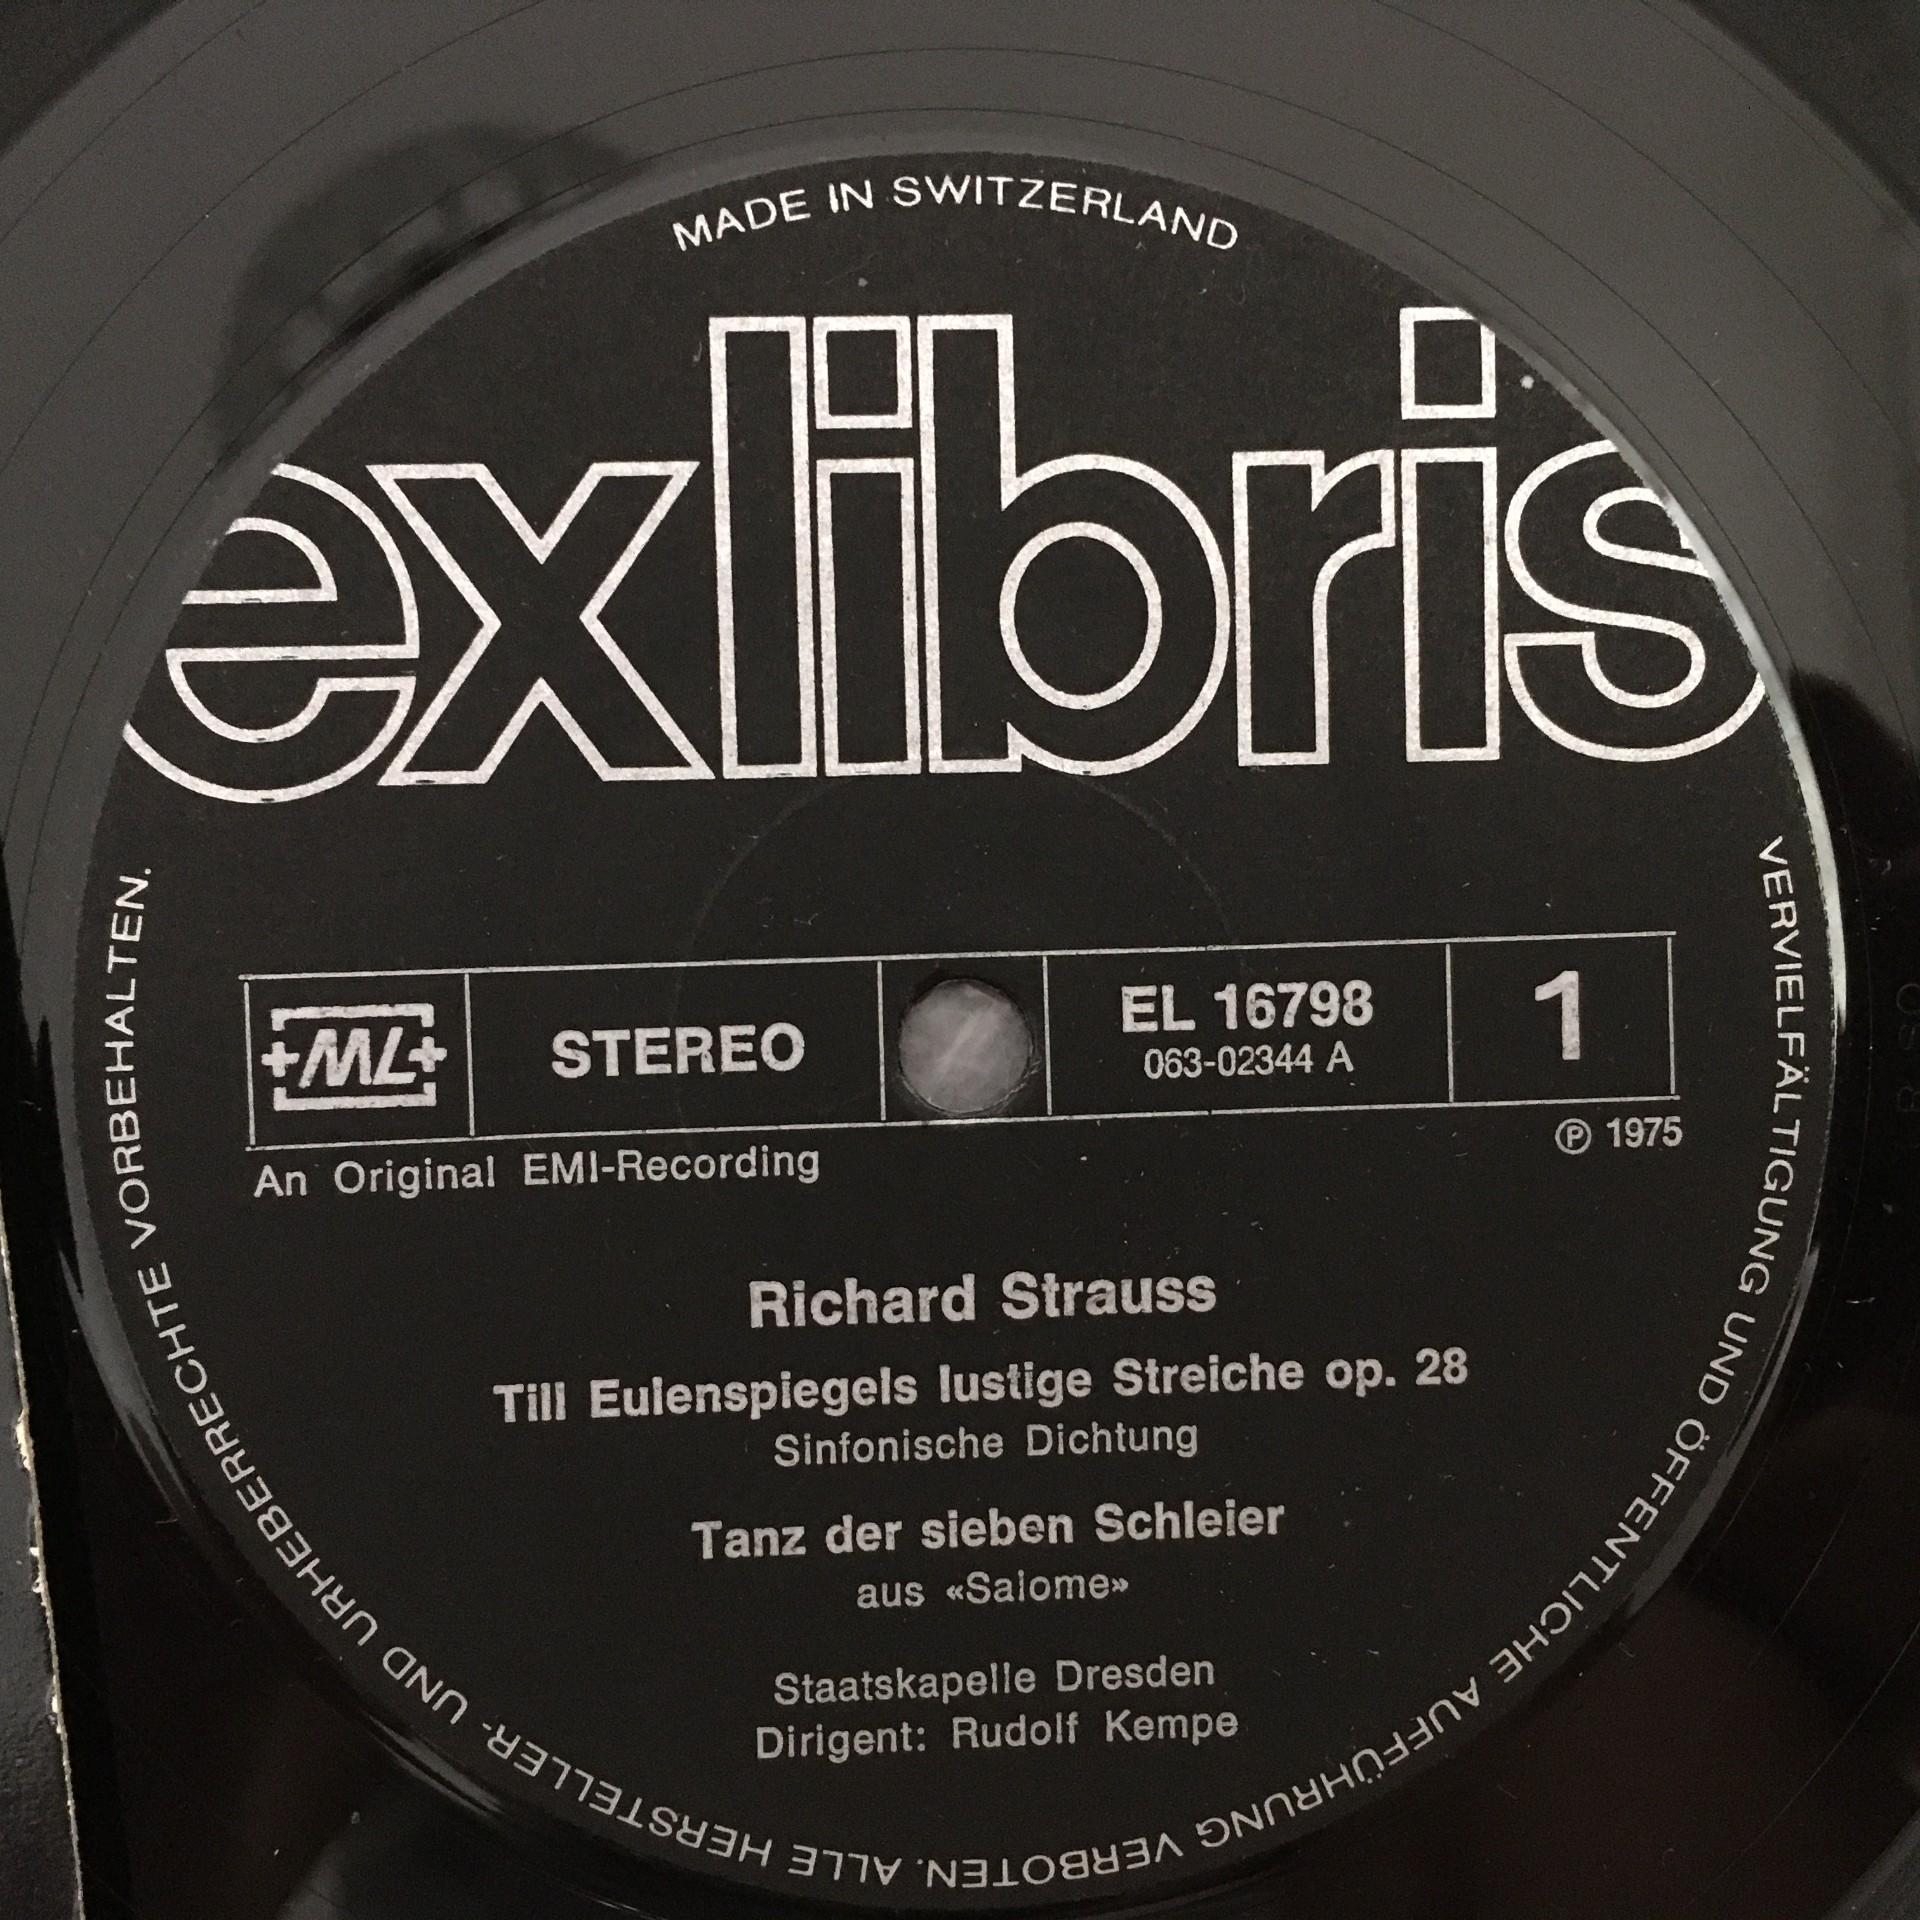 MADE IN SWITZERLAND
exlibris
+ML+
STEREO
EL 16798
063-02344 A
1
An Original EMI-Recording
℗ 1975
Richard Strauss
Till Eulenspiegels lustige Streiche op. 28
Sinfonische Dichtung
Tanz der sieben Schleier
aus «Salome»
Staatskapelle Dresden
Dirigent: Rudolf Kempe
VERVIELFÄLTIGUNG UND ÖFFENTLICHE AUFFÜHRUNG VERBOTEN. ALLE HERSTELLER- UND URHEBERRECHTE VORBEHALTEN.